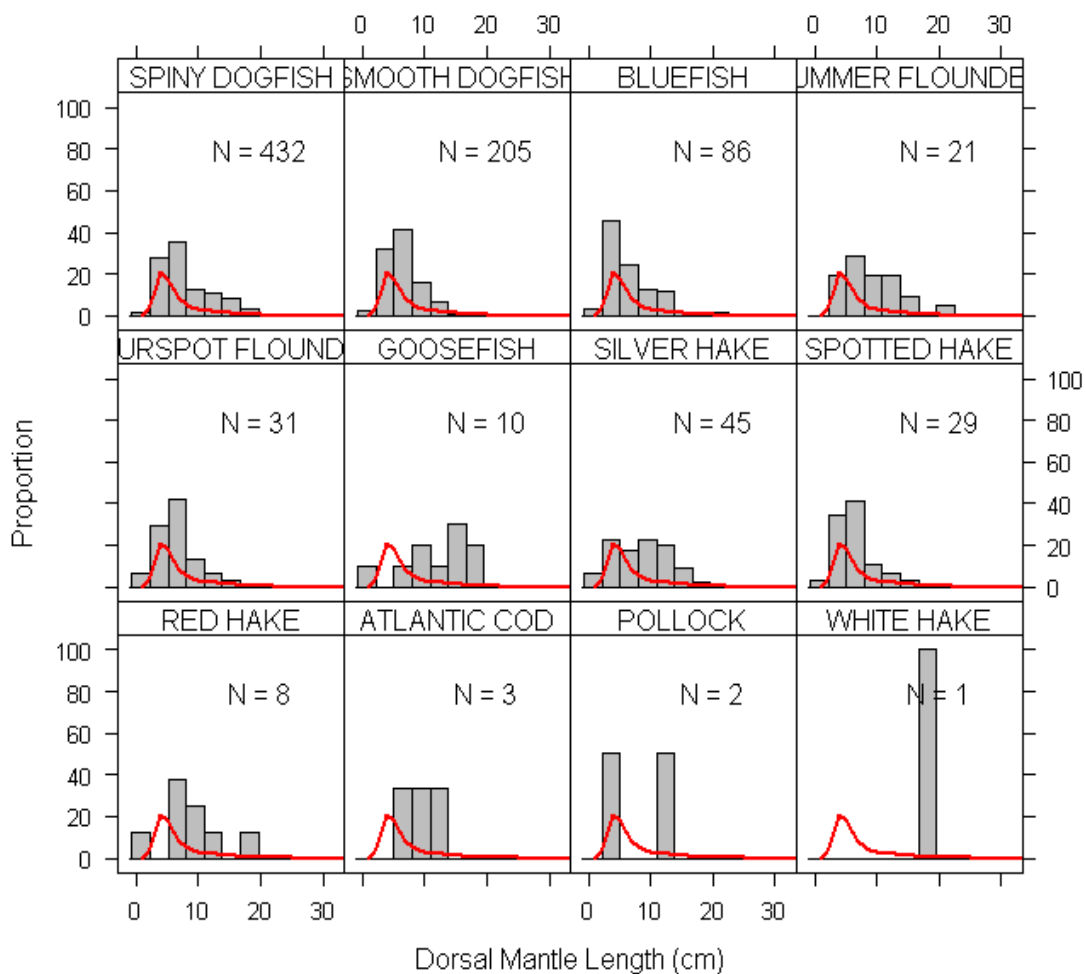 0 10 20 30 0 10 20 30
SPINY DOGFISH SMOOTH DOGFISH BLUEFISH UMMER FLOUNDE
100
80
60
40
20
0
N = 432 N = 205 N = 86 N = 21
URSPOT FLOUND GOOSEFISH SILVER HAKE SPOTTED HAKE
N = 31 N = 10 N = 45 N = 29
100
80
60
40
20
0
Proportion
RED HAKE ATLANTIC COD POLLOCK WHITE HAKE
100
80
60
40
20
0
N = 8 N = 3 N = 2 N = 1
0 10 20 30 0 10 20 30
Dorsal Mantle Length (cm)